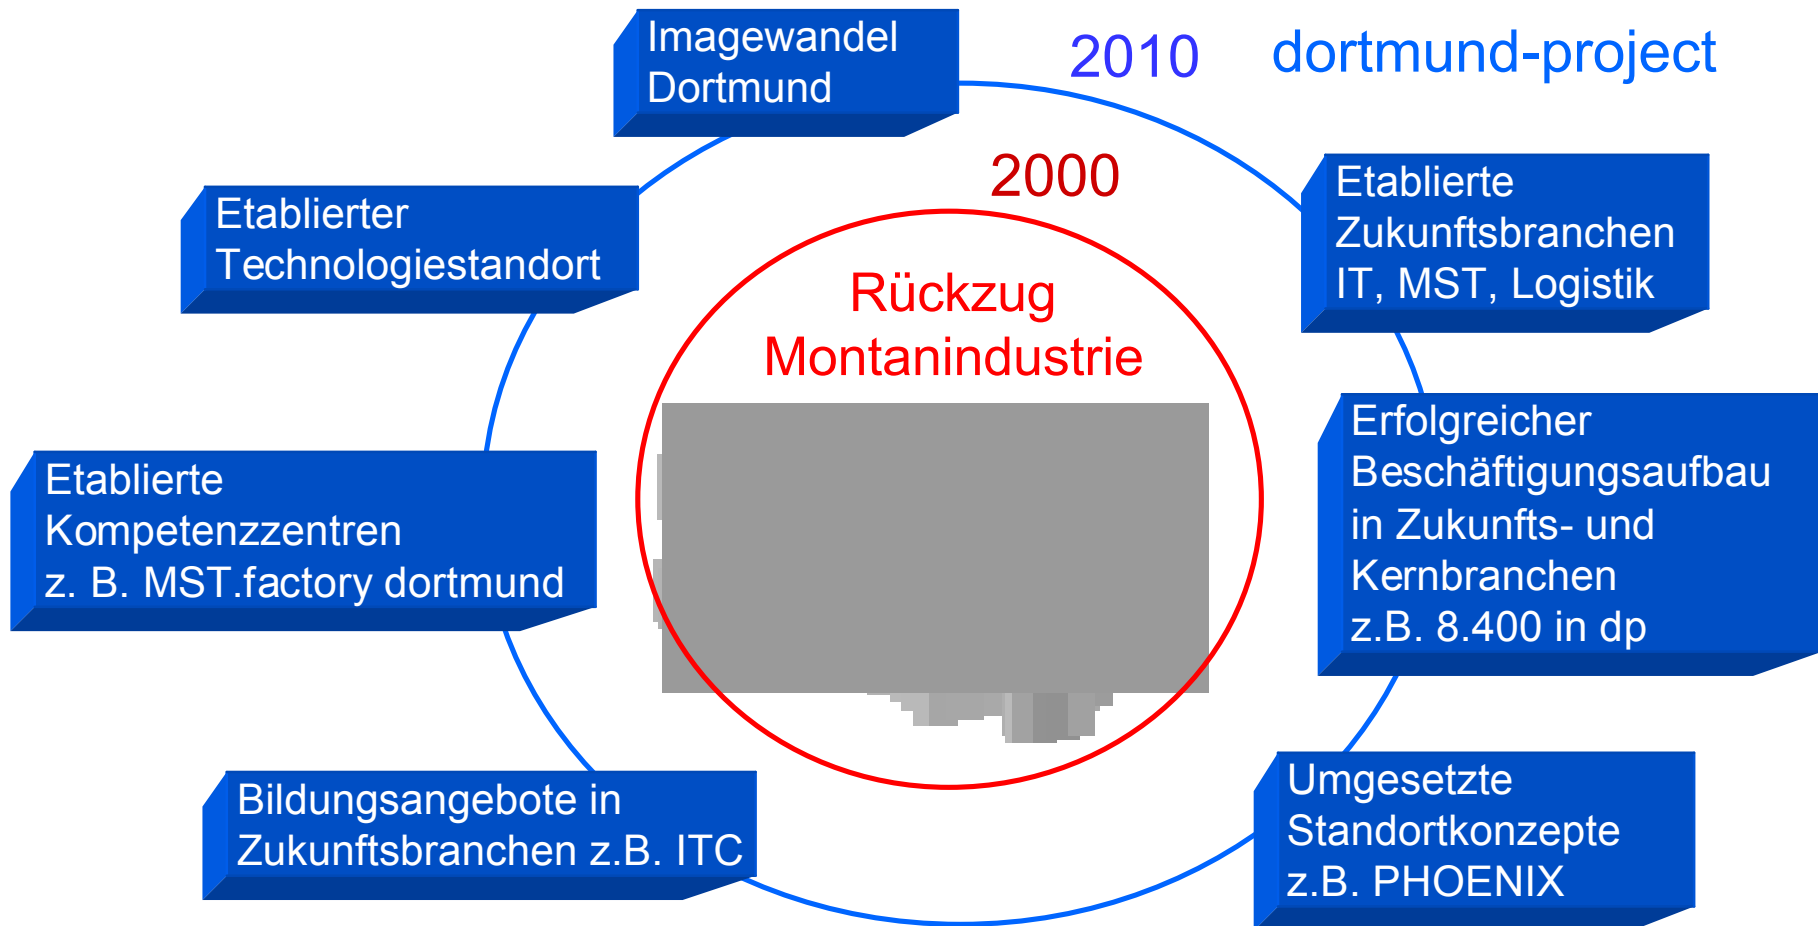 Imagewandel
Dortmund
2010
dortmund-project
2000
Etablierter
Technologiestandort
Etablierte
Zukunftsbranchen
IT, MST, Logistik
Rückzug
Montanindustrie
Etablierte
Kompetenzzentren
z. B. MST.factory dortmund
Erfolgreicher
Beschäftigungsaufbau
in Zukunfts- und
Kernbranchen
z.B. 8.400 in dp
Bildungsangebote in
Zukunftsbranchen z.B. ITC
Umgesetzte
Standortkonzepte
z.B. PHOENIX